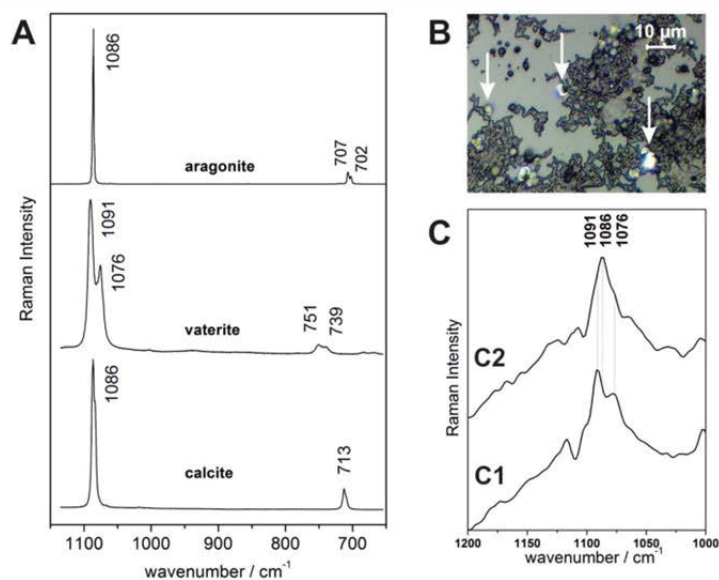 A
1086
aragonite
707
702
1091
1076
vaterite
751
739
1086
calcite
713
Raman Intensity
1100 1000 900 800 700
wavenumber / cm⁻¹
B
10 µm
C
1091
1086
1076
C2
C1
Raman Intensity
1200 1150 1100 1050 1000
wavenumber / cm⁻¹